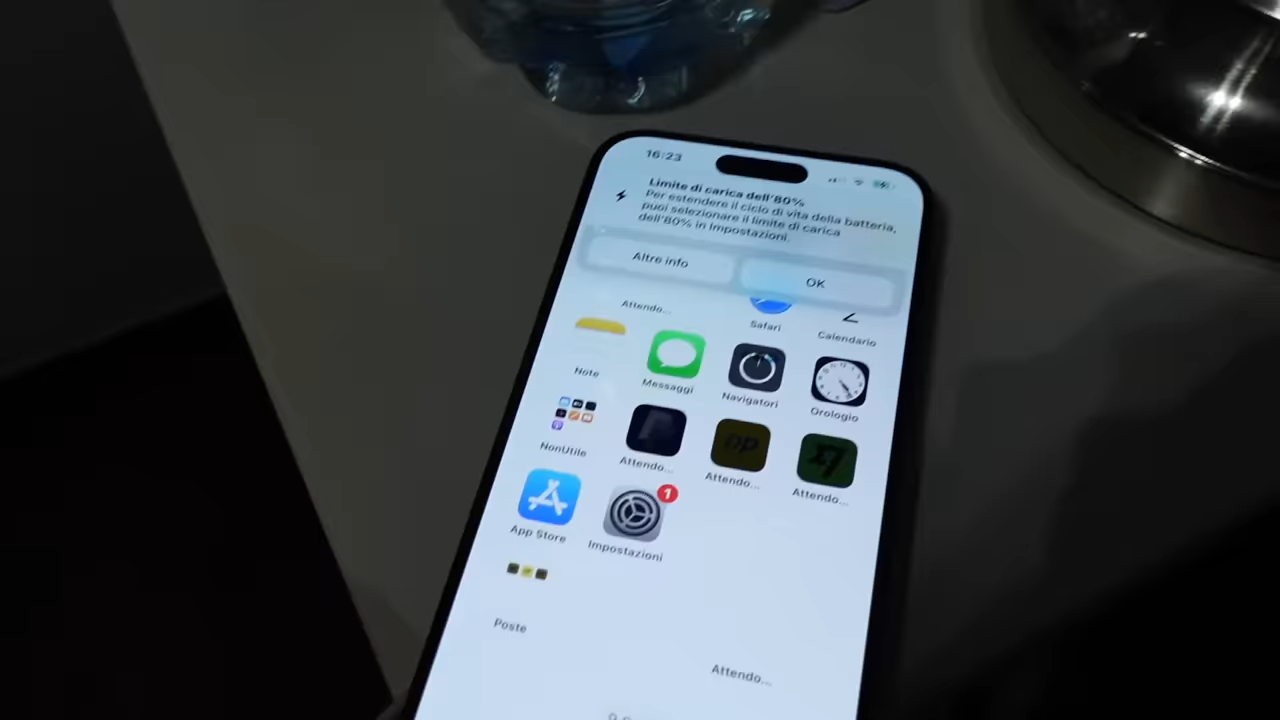 16:23
Limite di carica dell'80%
Per estendere il ciclo di vita della batteria,
puoi selezionare il limite di carica
dell'80% in Impostazioni.
Altre info
OK
Attendo...
Safari
Calendario
Note
Messaggi
Navigatori
Orologio
NonUtile
Attendo...
op
Attendo...
Attendo...
App Store
1
Impostazioni
Poste
Attendo...